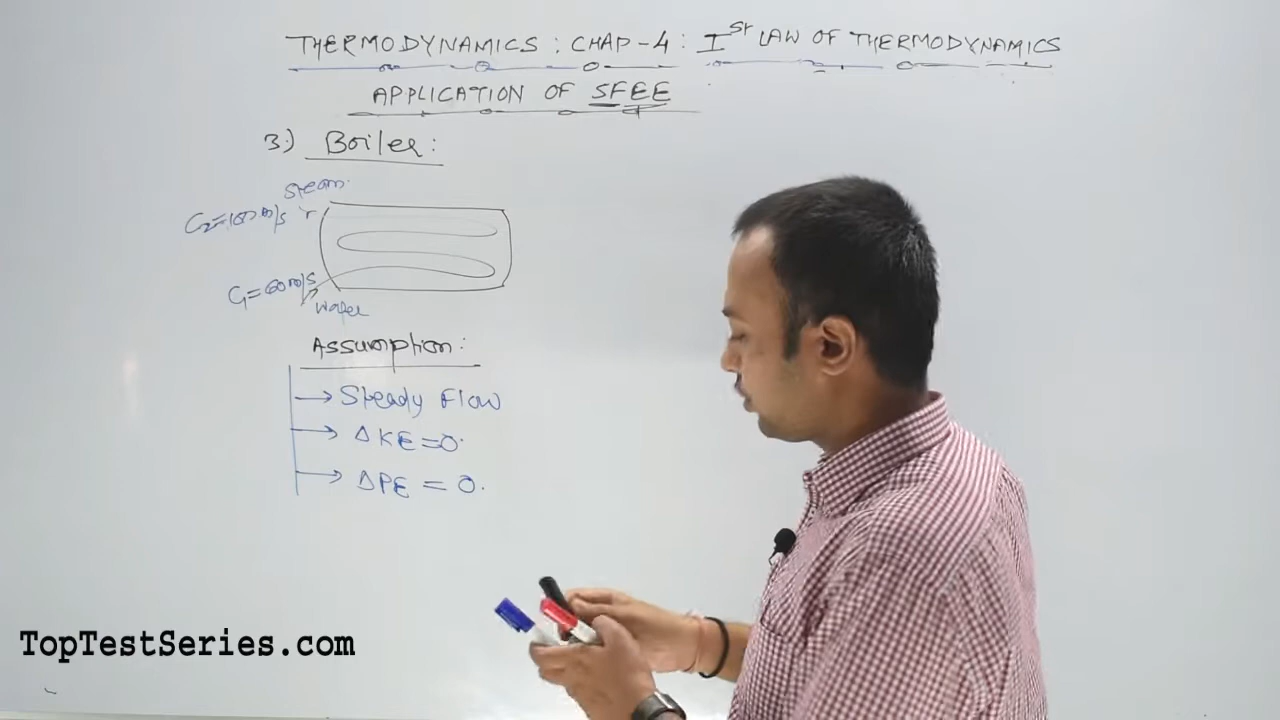 THERMODYNAMICS : CHAP-4 : Ist LAW OF THERMODYNAMICS
APPLICATION OF SFEE
3:) Boiler:
Steam
C2=100m/s
C1=60m/s
Water
Assumption:
→ Steady Flow
→ ΔKE=0.
→ ΔPE = 0.
TopTestSeries.com